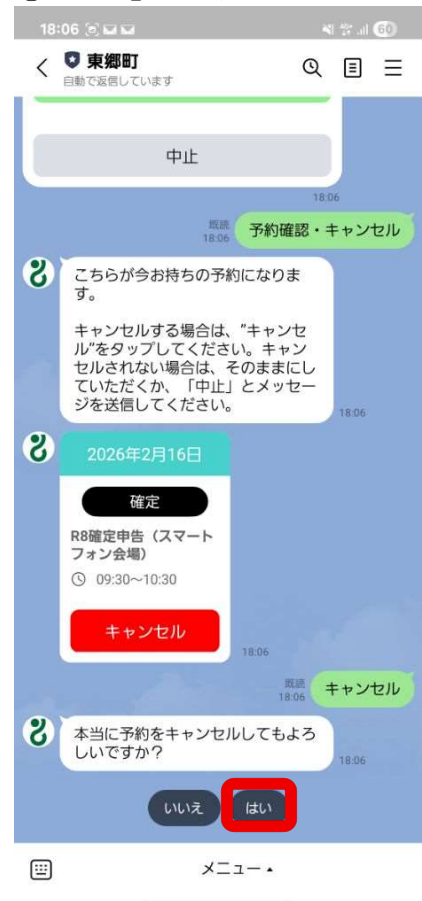 18:06
60
東郷町
自動で返信しています
中止
18:06
既読
18:06
予約確認・キャンセル
こちらが今お持ちの予約になりま
す。
キャンセルする場合は、"キャンセ
ル"をタップしてください。キャン
セルされない場合は、そのままにし
ていただくか、「中止」とメッセー
ジを送信してください。
18:06
2026年2月16日
確定
R8確定申告（スマート
フォン会場）
09:30～10:30
キャンセル
18:06
既読
18:06
キャンセル
本当に予約をキャンセルしてもよろ
しいですか？
18:06
いいえ
はい
メニュー